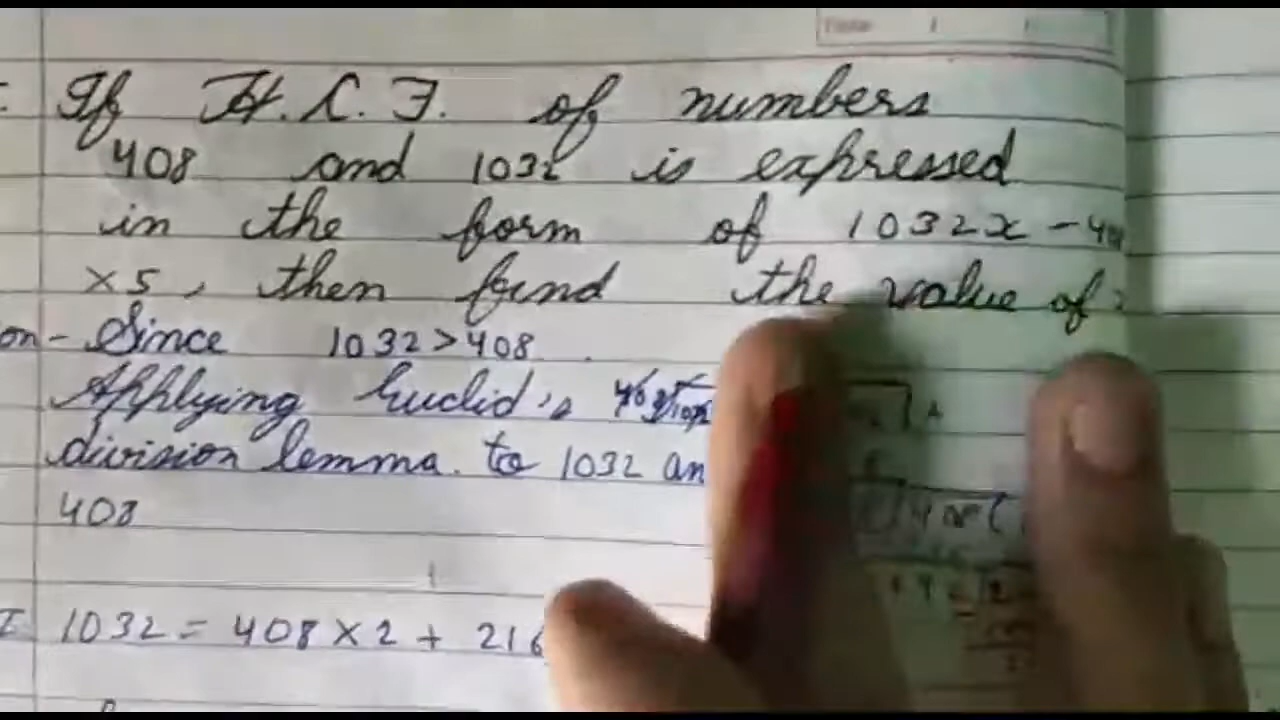 If H.C.F. of numbers
408 and 1032 is expressed
in the form of 1032x - 408
x 5, then find the value of
Since 1032 > 408
Applying Euclid's
division lemma. to 1032 an
408
1032 = 408 x 2 + 216